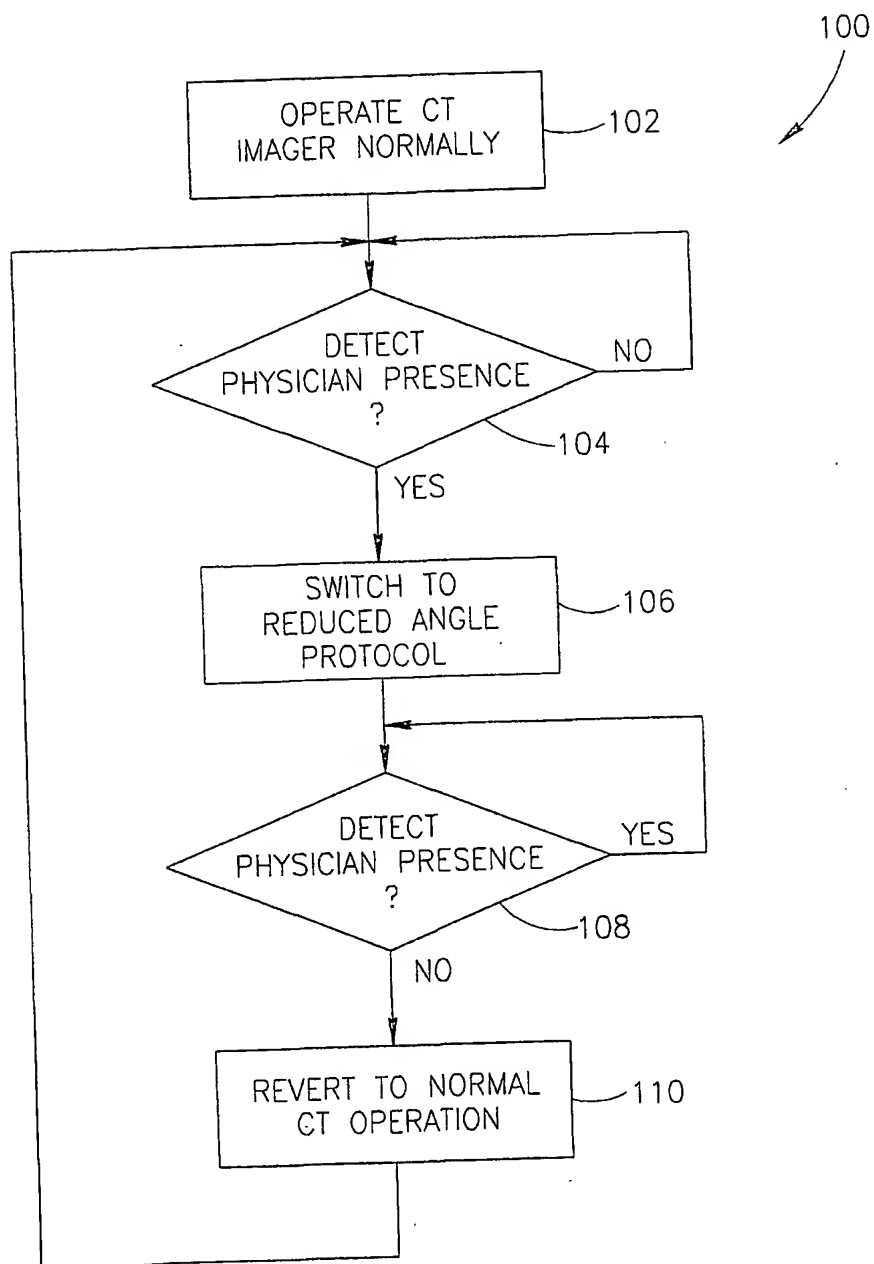 100
OPERATE CT
IMAGER NORMALLY
102
DETECT
PHYSICIAN PRESENCE
?
NO
104
YES
SWITCH TO
REDUCED ANGLE
PROTOCOL
106
DETECT
PHYSICIAN PRESENCE
?
YES
108
NO
REVERT TO NORMAL
CT OPERATION
110